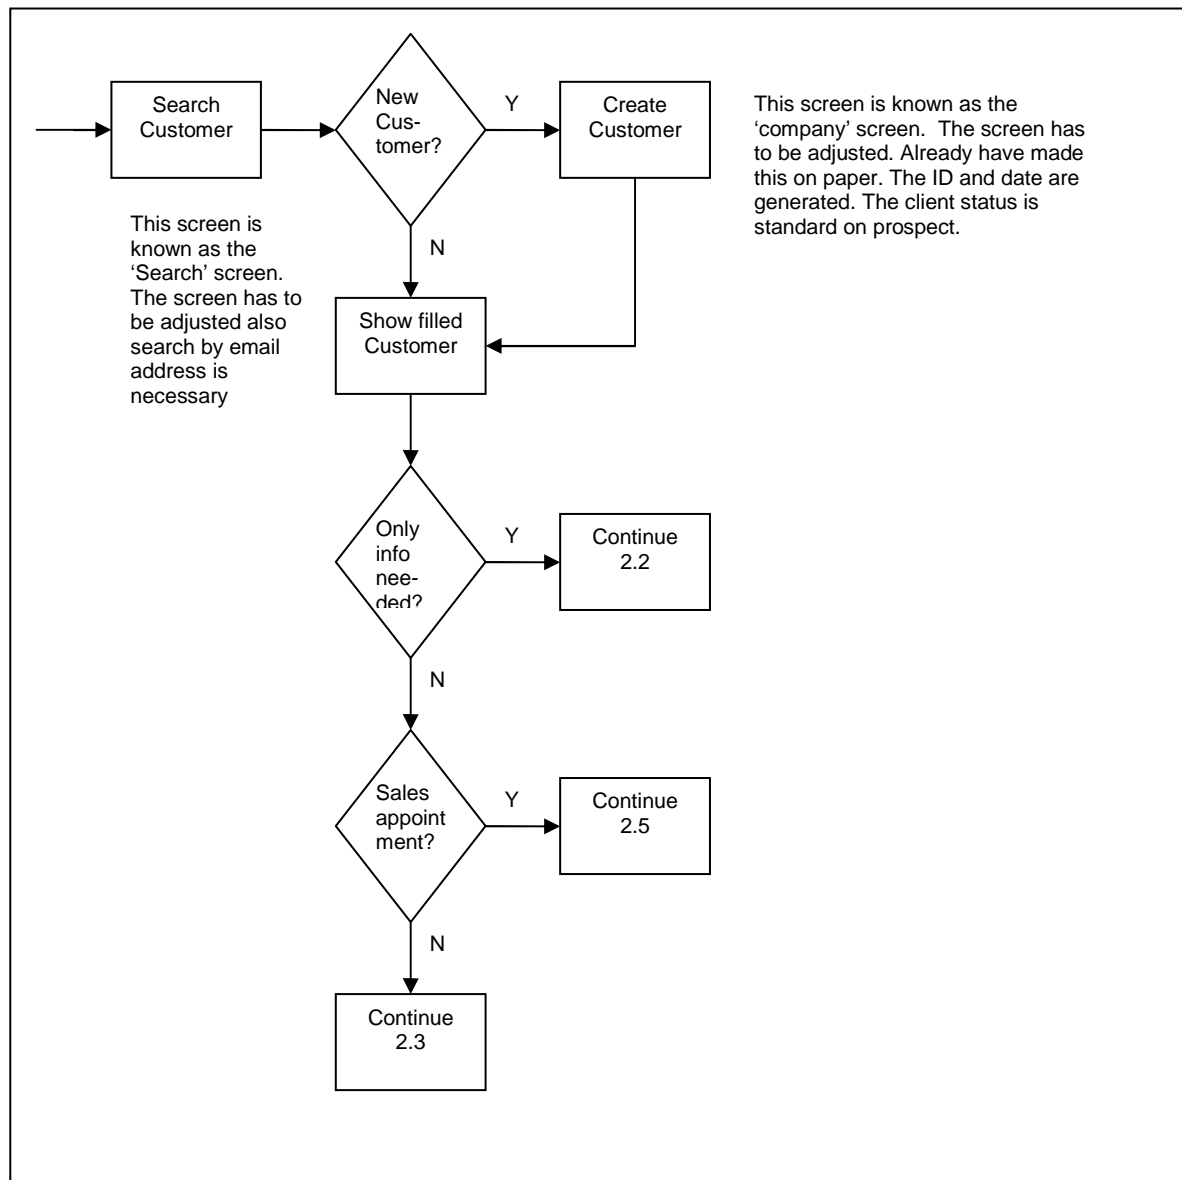 Search
Customer
New
Cus-
tomer?
Y
Create
Customer
This screen is known as the
‘company’ screen.  The screen has
to be adjusted. Already have made
this on paper. The ID and date are
generated. The client status is
standard on prospect.
This screen is
known as the
‘Search’ screen.
The screen has to
be adjusted also
search by email
address is
necessary
N
Show filled
Customer
Only
info
nee-
ded?
Y
Continue
2.2
N
Sales
appoint
ment?
Y
Continue
2.5
N
Continue
2.3